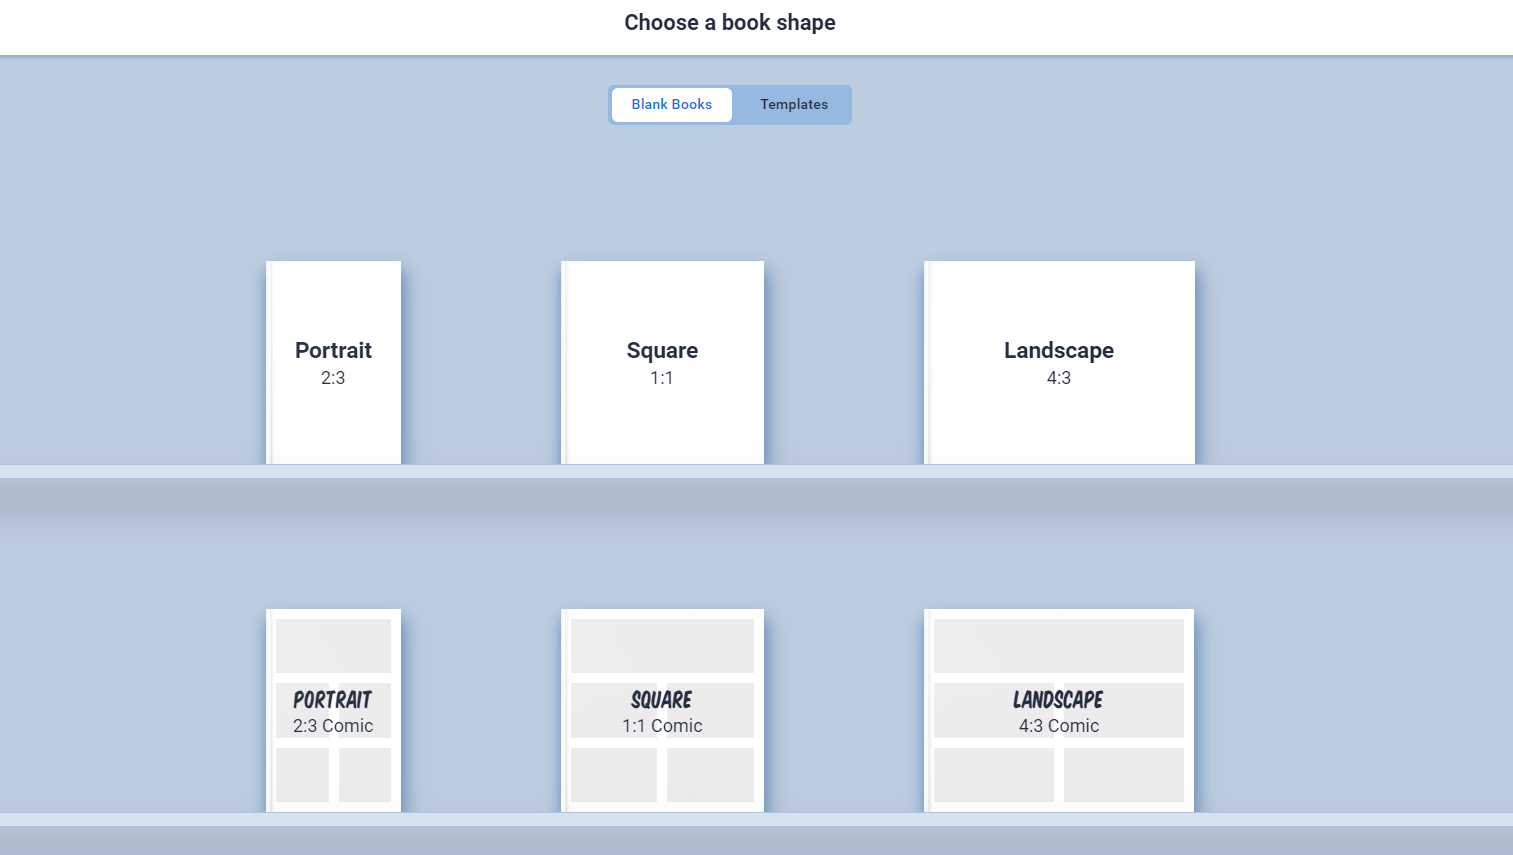 Choose a book shape
Blank Books
Templates
Portrait
2:3
Square
1:1
Landscape
4:3
PORTRAIT
2:3 Comic
SQUARE
1:1 Comic
LANDSCAPE
4:3 Comic